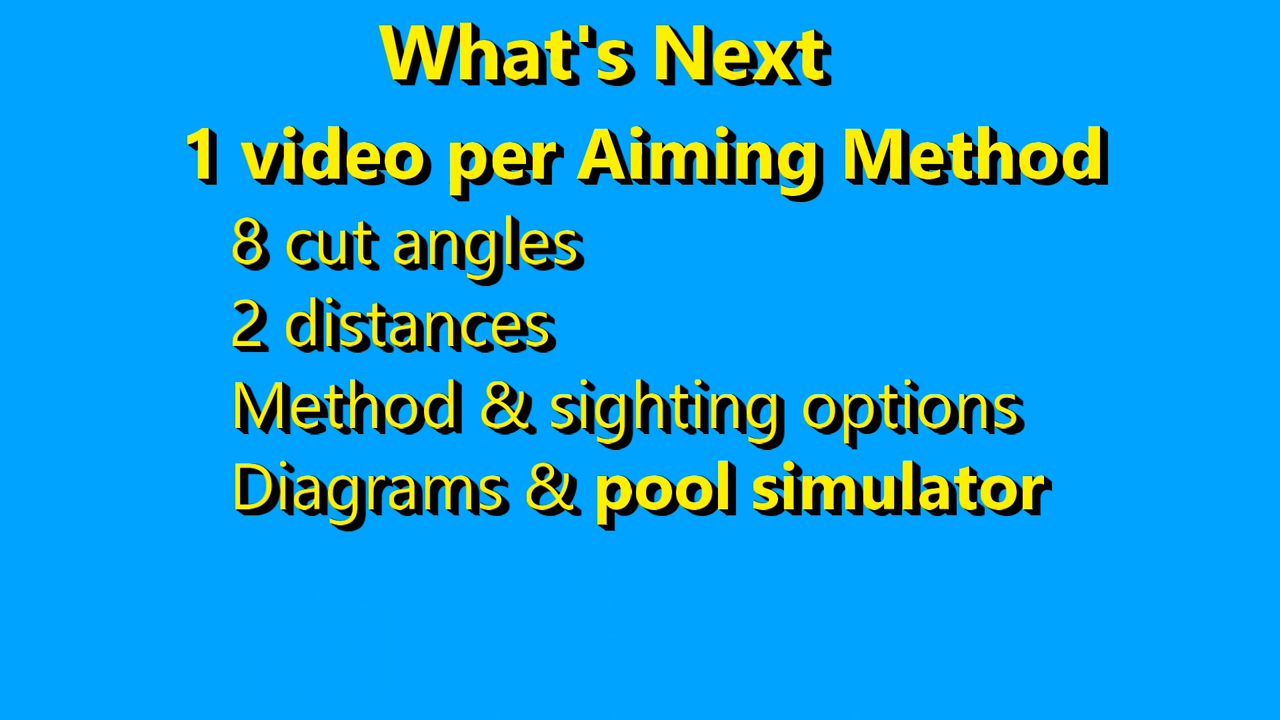 What's Next
1 video per Aiming Method
8 cut angles
2 distances
Method & sighting options
Diagrams & pool simulator